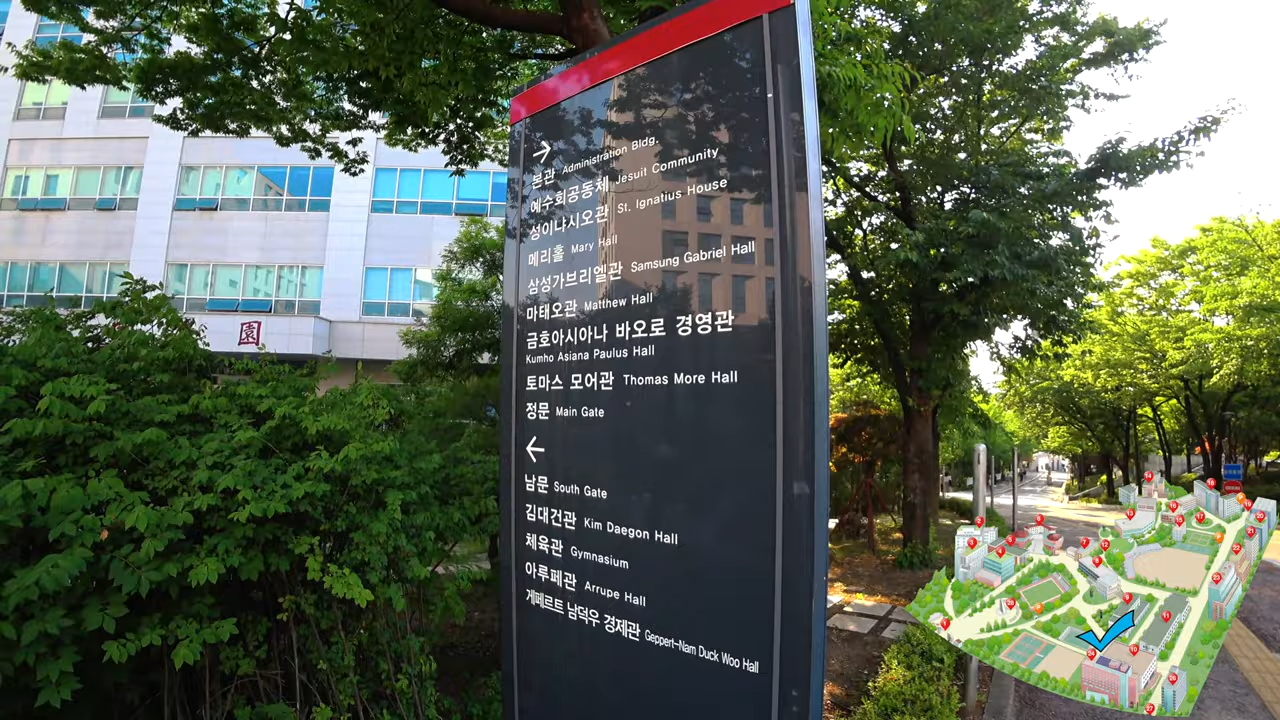 園
→
본관 Administration Bldg.
예수회공동체 Jesuit Community
성이냐시오관 St. Ignatius House
메리홀 Mary Hall
삼성가브리엘관 Samsung Gabriel Hall
마태오관 Matthew Hall
금호아시아나 바오로 경영관
Kumho Asiana Paulus Hall
토마스 모어관 Thomas More Hall
정문 Main Gate
←
남문 South Gate
김대건관 Kim Daegon Hall
체육관 Gymnasium
아루페관 Arrupe Hall
게페르트 남덕우 경제관 Geppert-Nam Duck Woo Hall